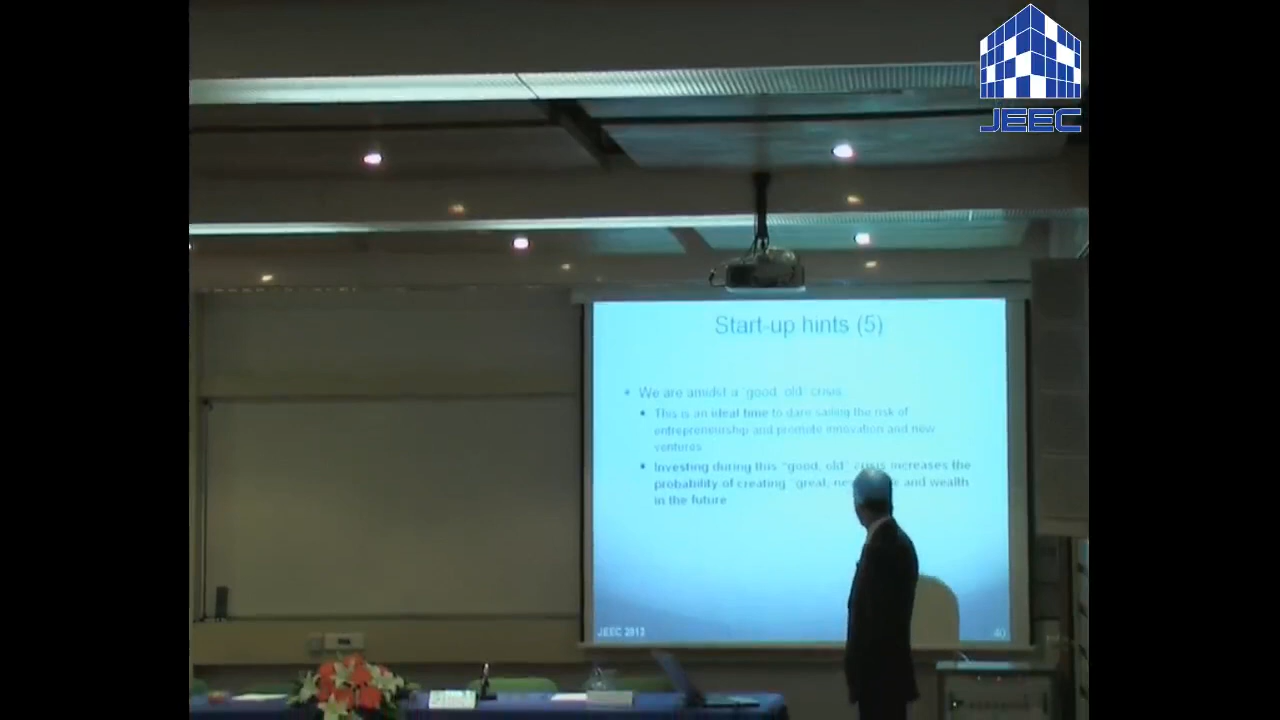 JEEC
Start-up hints (5)
We are amidst a "good, old" crisis
This is an ideal time to dare sailing the risk of
entrepreneurship and promote innovation and new
ventures
Investing during this "good, old" crisis increases the
probability of creating "great, and wealth
in the future
JEEC 2013
40